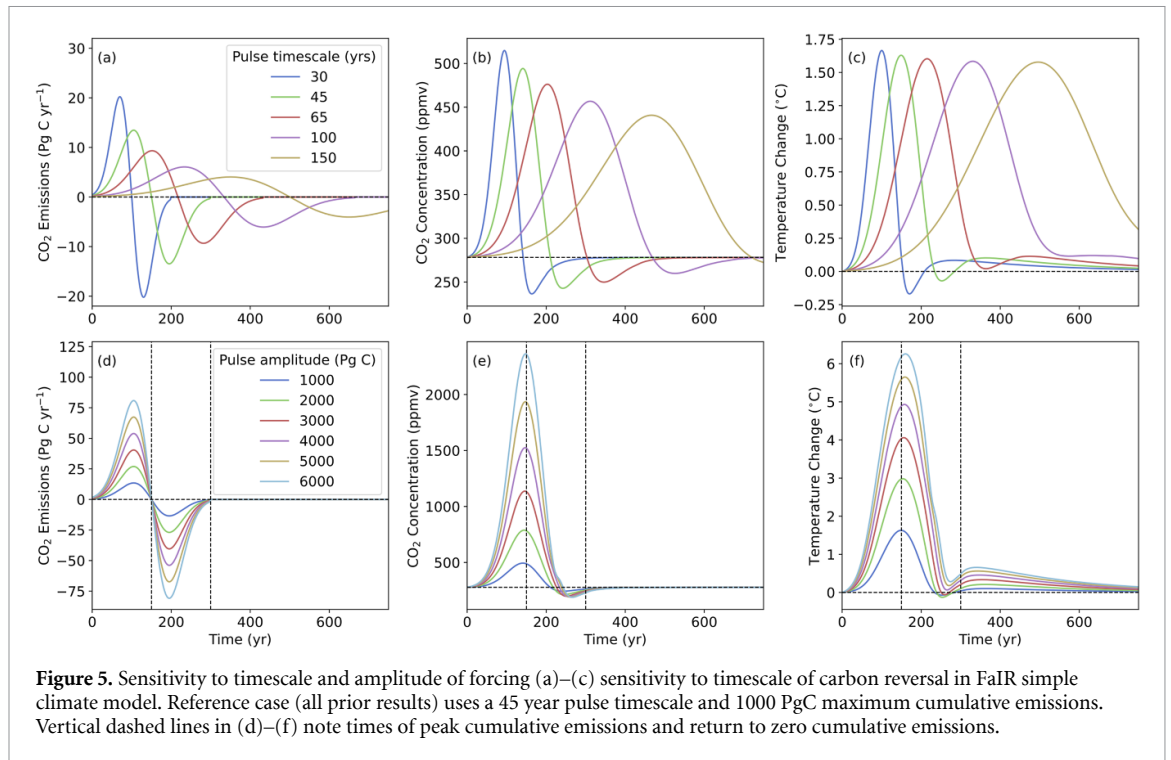 (a)
Pulse timescale (yrs)
30
45
65
100
150
CO₂ Emissions (Pg C yr⁻¹)
30
20
10
0
−10
−20
0 200 400 600
(b)
CO₂ Concentration (ppmv)
500
450
400
350
300
250
0 200 400 600
(c)
Temperature Change (°C)
1.75
1.50
1.25
1.00
0.75
0.50
0.25
0.00
−0.25
0 200 400 600
(d)
Pulse amplitude (Pg C)
1000
2000
3000
4000
5000
6000
CO₂ Emissions (Pg C yr⁻¹)
125
100
75
50
25
0
−25
−50
−75
0 200 400 600
Time (yr)
(e)
CO₂ Concentration (ppmv)
2000
1500
1000
500
0 200 400 600
Time (yr)
(f)
Temperature Change (°C)
6
5
4
3
2
1
0
0 200 400 600
Time (yr)
Figure 5. Sensitivity to timescale and amplitude of forcing (a)–(c) sensitivity to timescale of carbon reversal in FaIR simple
climate model. Reference case (all prior results) uses a 45 year pulse timescale and 1000 PgC maximum cumulative emissions.
Vertical dashed lines in (d)–(f) note times of peak cumulative emissions and return to zero cumulative emissions.